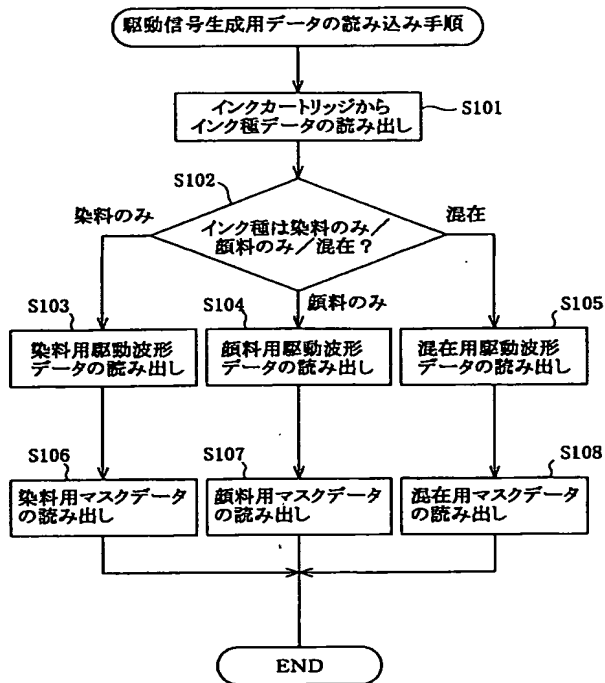 駆動信号生成用データの読み込み手順
インクカートリッジから
インク種データの読み出し
S101
S102
染料のみ
インク種は染料のみ／
顔料のみ／混在？
混在
顔料のみ
S103
S104
S105
染料用駆動波形
データの読み出し
顔料用駆動波形
データの読み出し
混在用駆動波形
データの読み出し
S106
S107
S108
染料用マスクデータ
の読み出し
顔料用マスクデータ
の読み出し
混在用マスクデータ
の読み出し
END